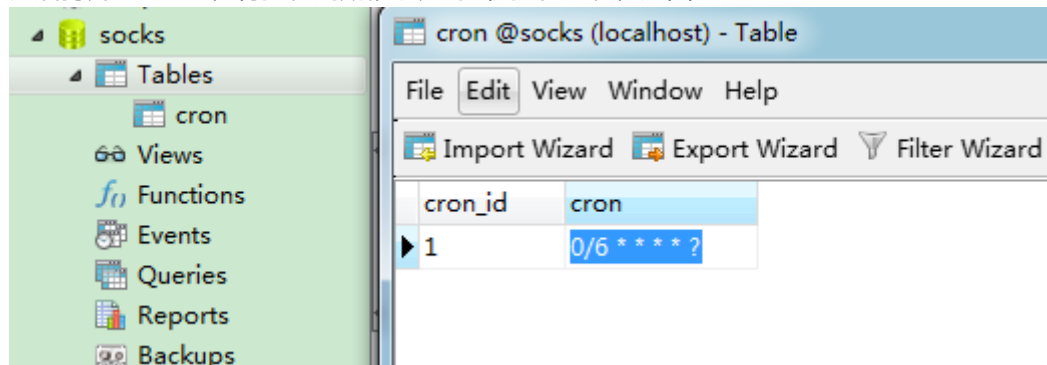 socks
Tables
cron
Views
Functions
Events
Queries
Reports
Backups
cron @socks (localhost) - Table
File Edit View Window Help
Import Wizard Export Wizard Filter Wizard
cron_id cron
1 0/6 * * * * ?